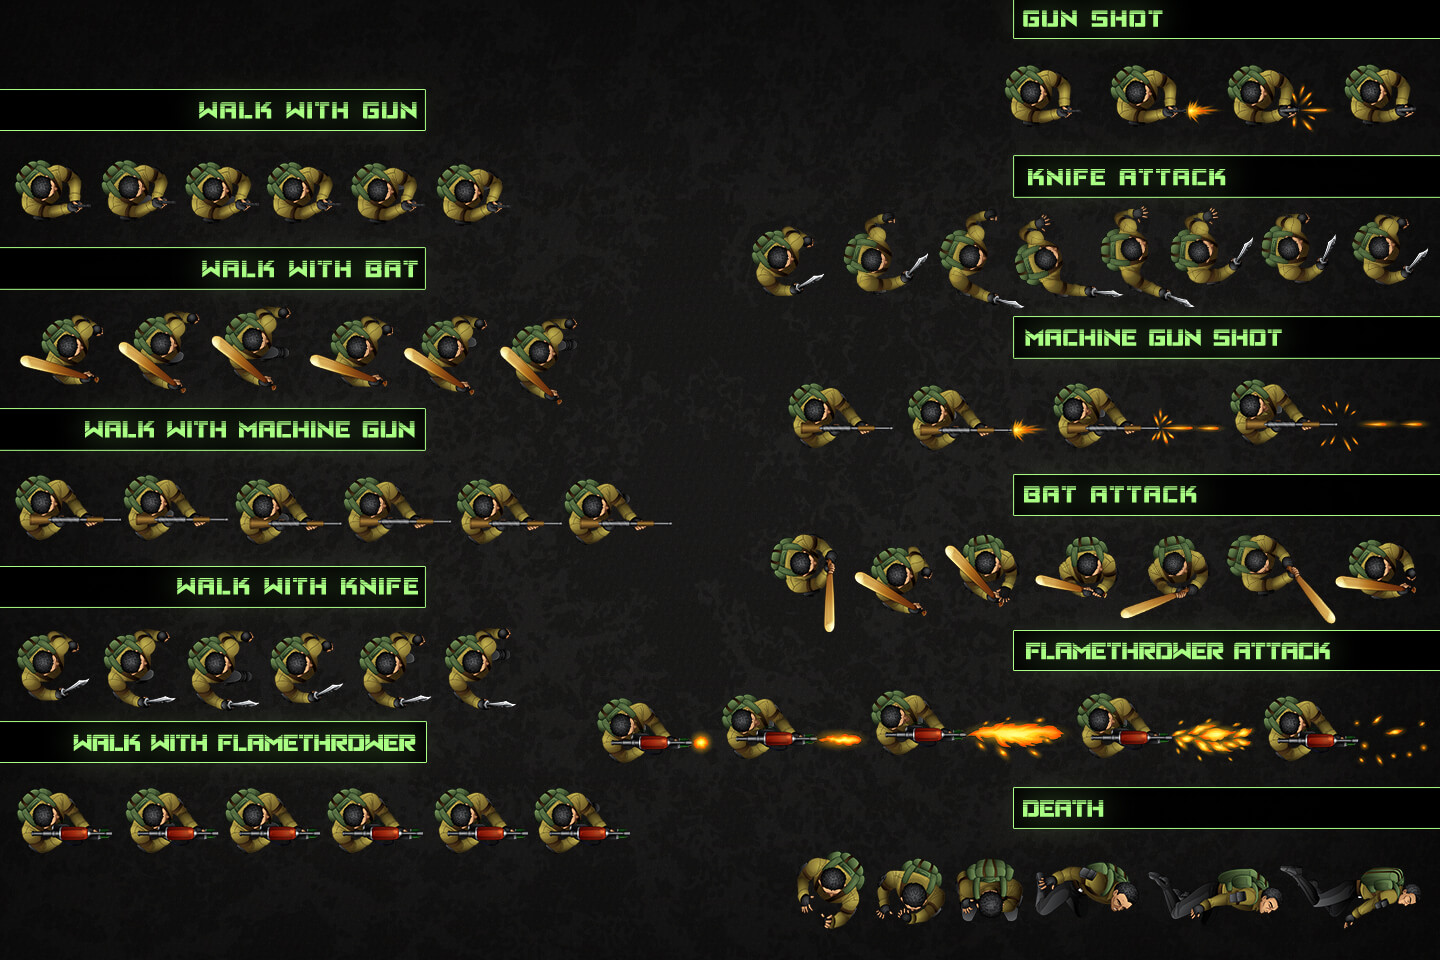 WALK WITH GUN
WALK WITH BAT
WALK WITH MACHINE GUN
WALK WITH KNIFE
WALK WITH FLAMETHROWER
GUN SHOT
KNIFE ATTACK
MACHINE GUN SHOT
BAT ATTACK
FLAMETHROWER ATTACK
DEATH